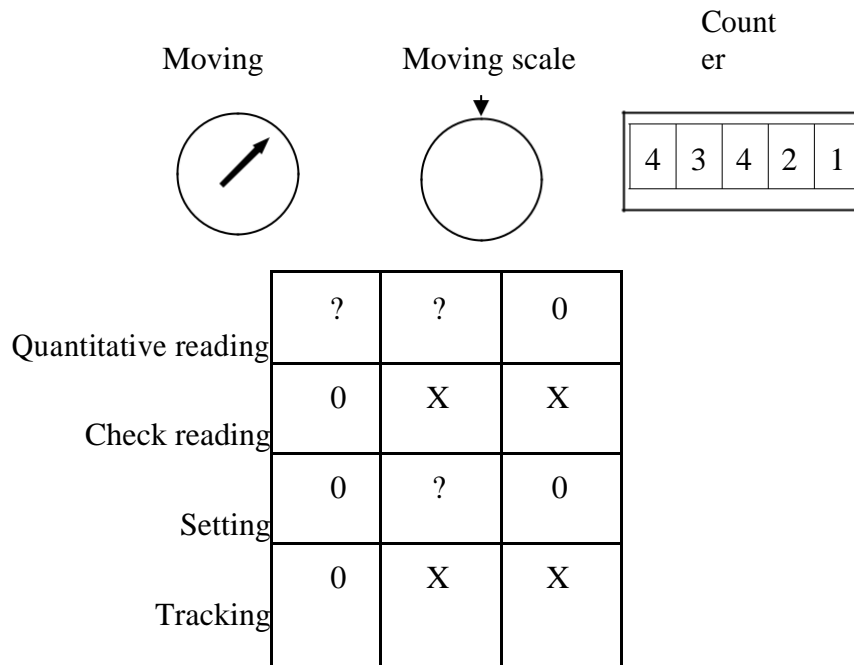 Count
Moving Moving scale er
4 3 4 2 1
? ? 0
Quantitative reading
0 X X
Check reading
0 ? 0
Setting
0 X X
Tracking